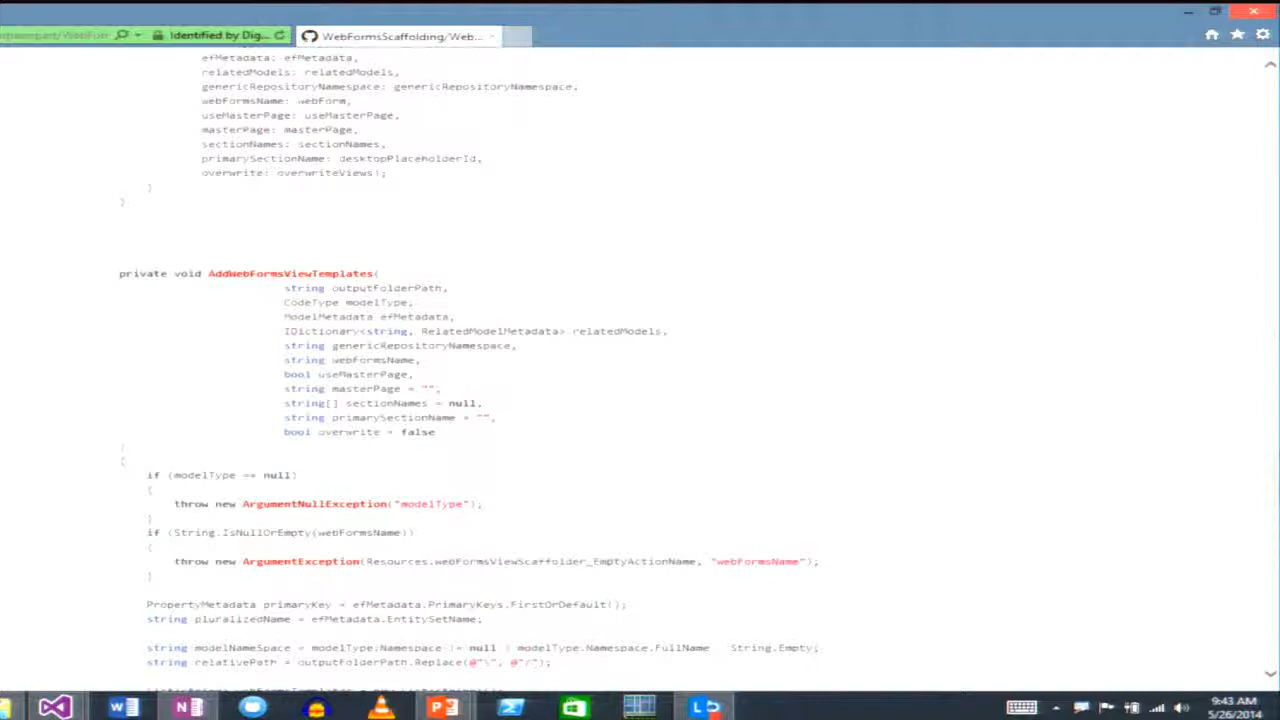 Identified by Dig...
WebFormsScaffolding/Web...
efMetadata: efMetadata,
relatedModels: relatedModels,
genericRepositoryNamespace: genericRepositoryNamespace,
webFormsName: webForm,
useMasterPage: useMasterPage,
masterPage: masterPage,
sectionNames: sectionNames,
primarySectionName: desktopPlaceholderId,
overwrite: overwriteViews);
}
}
private void AddWebFormsViewTemplates(
string outputFolderPath,
CodeType modelType,
ModelMetadata efMetadata,
IDictionary<string, RelatedModelMetadata> relatedModels,
string genericRepositoryNamespace,
string webFormsName,
bool useMasterPage,
string masterPage = "",
string[] sectionNames = null,
string primarySectionName = "",
bool overwrite = false
)
{
if (modelType == null)
{
throw new ArgumentNullException("modelType");
}
if (String.IsNullOrEmpty(webFormsName))
{
throw new ArgumentException(Resources.webFormsViewScaffolder_EmptyActionName, "webFormsName");
}
PropertyMetadata primaryKey = efMetadata.PrimaryKeys.FirstOrDefault();
string pluralizedName = efMetadata.EntitySetName;
string modelNameSpace = modelType.Namespace != null ? modelType.Namespace.FullName : String.Empty;
string relativePath = outputFolderPath.Replace(@"\", @"/");
9:43 AM
5/26/2014